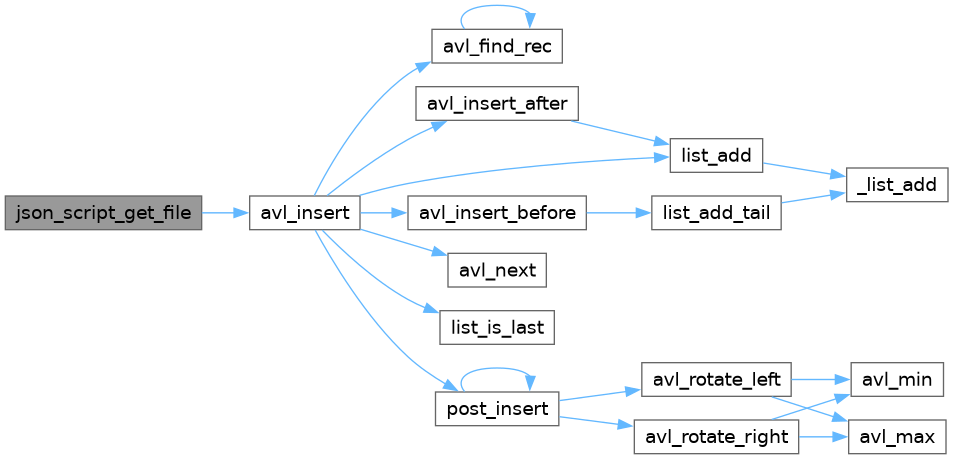 json_script_get_file
avl_insert
avl_find_rec
avl_insert_after
list_add
_list_add
avl_insert_before
list_add_tail
avl_next
list_is_last
post_insert
avl_rotate_left
avl_min
avl_rotate_right
avl_max